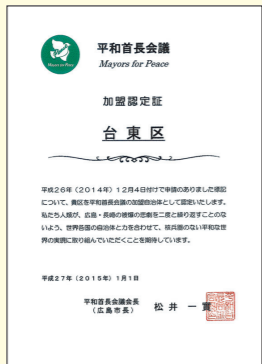 Mayors for Peace
平和首長会議
Mayors for Peace
加盟認定証
台東区
平成26年(2014年)12月4日付けで申請のありました標記
について、貴区を平和首長会議の加盟自治体として認定いたします。
私たち人類が、広島・長崎の被爆の悲劇を二度と繰り返すことのな
いよう、世界各国の自治体と力を合わせて、核兵器のない平和な世
界の実現に取り組んでいただくことを期待しています。
平成27年(2015年)1月1日
平和首長会議会長
(広島市長)
松井一實